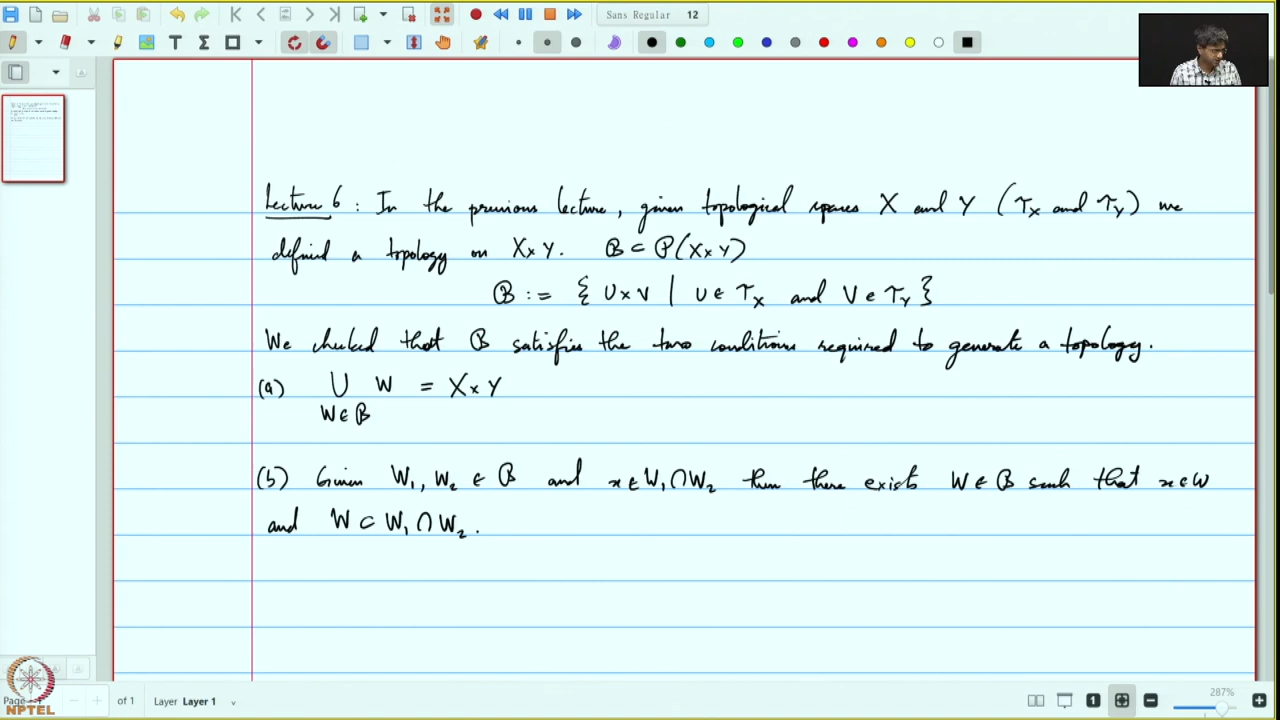 Sans Regular 12
Lecture 6 : In the previous lecture, given topological spaces X and Y (τ_X and τ_Y) we
defined a topology on X×Y. B ⊂ P(X×Y)
B := { U×V | U ∈ τ_X and V ∈ τ_Y }
We checked that B satisfies the two conditions required to generate a topology.
(a) ⋃ W = X×Y
W∈B
(b) Given W₁, W₂ ∈ B and x ∈ W₁ ∩ W₂ then there exists W ∈ B such that x ∈ W
and W ⊂ W₁ ∩ W₂.
Page of 1 Layer Layer 1
287%
NPTEL